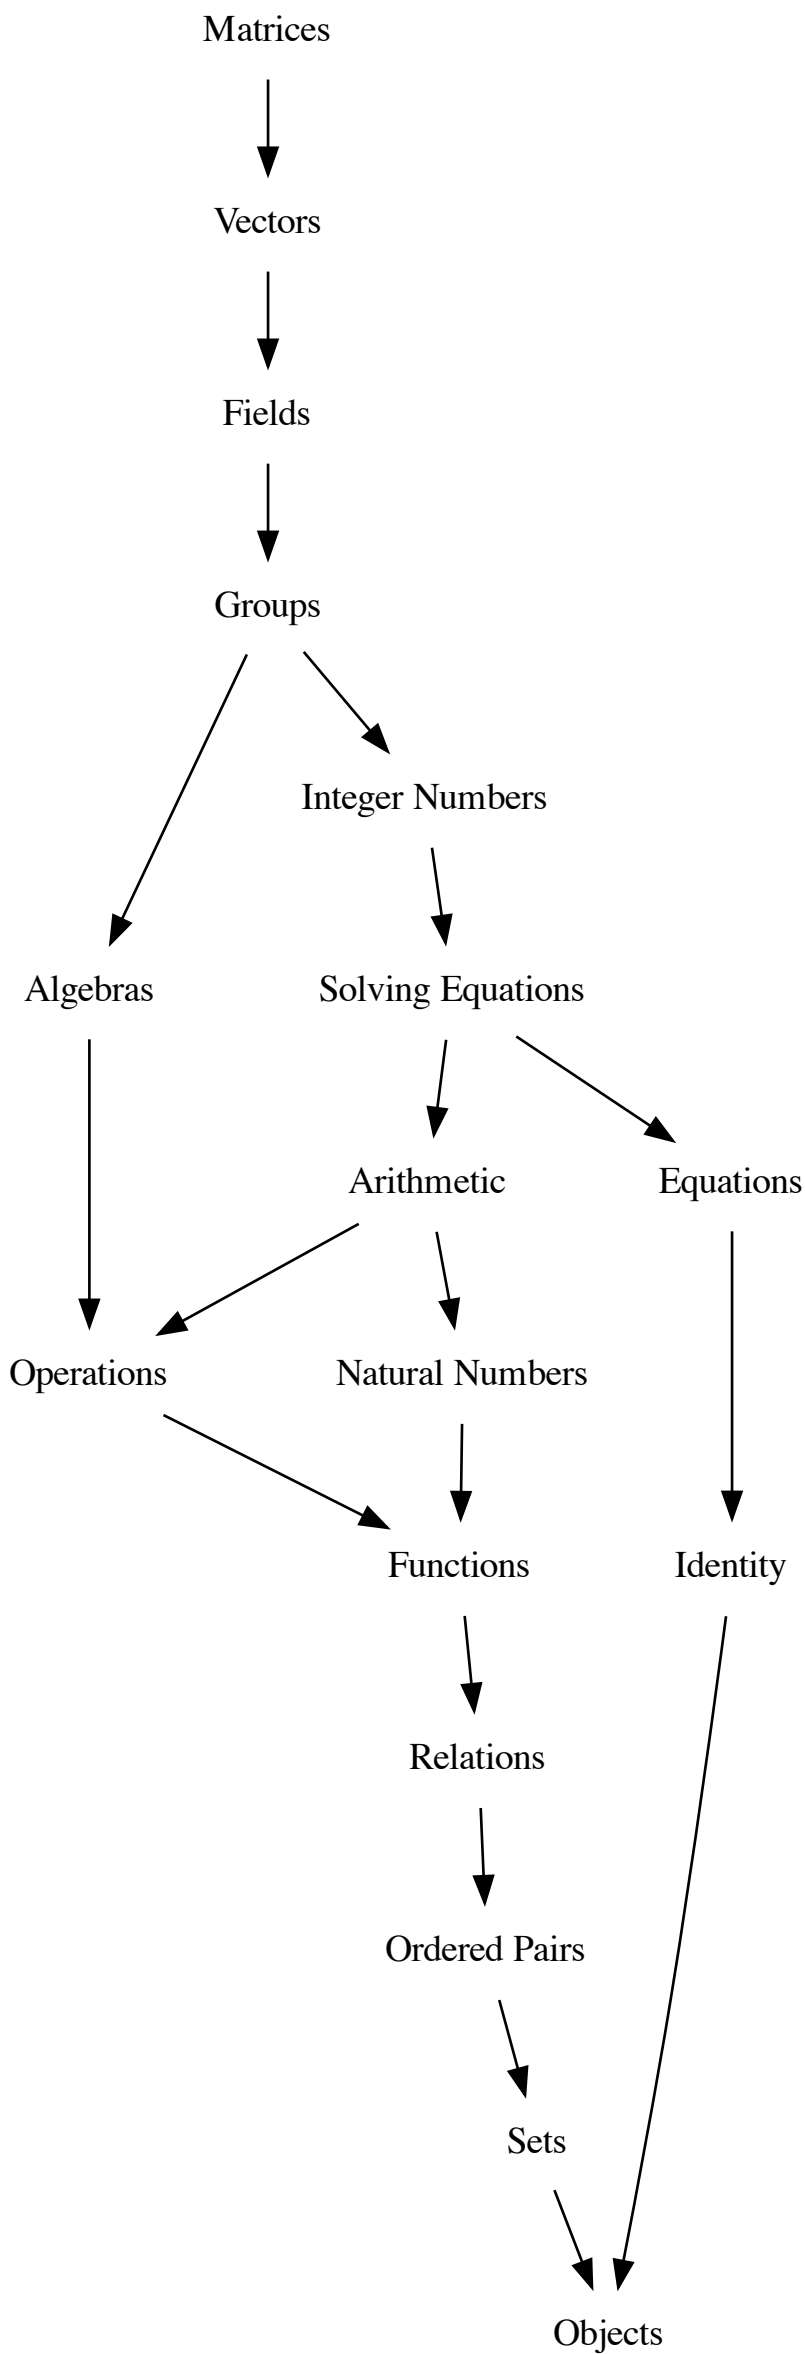 Matrices
Vectors
Fields
Groups
Integer Numbers
Algebras
Solving Equations
Arithmetic
Equations
Operations
Natural Numbers
Functions
Identity
Relations
Ordered Pairs
Sets
Objects